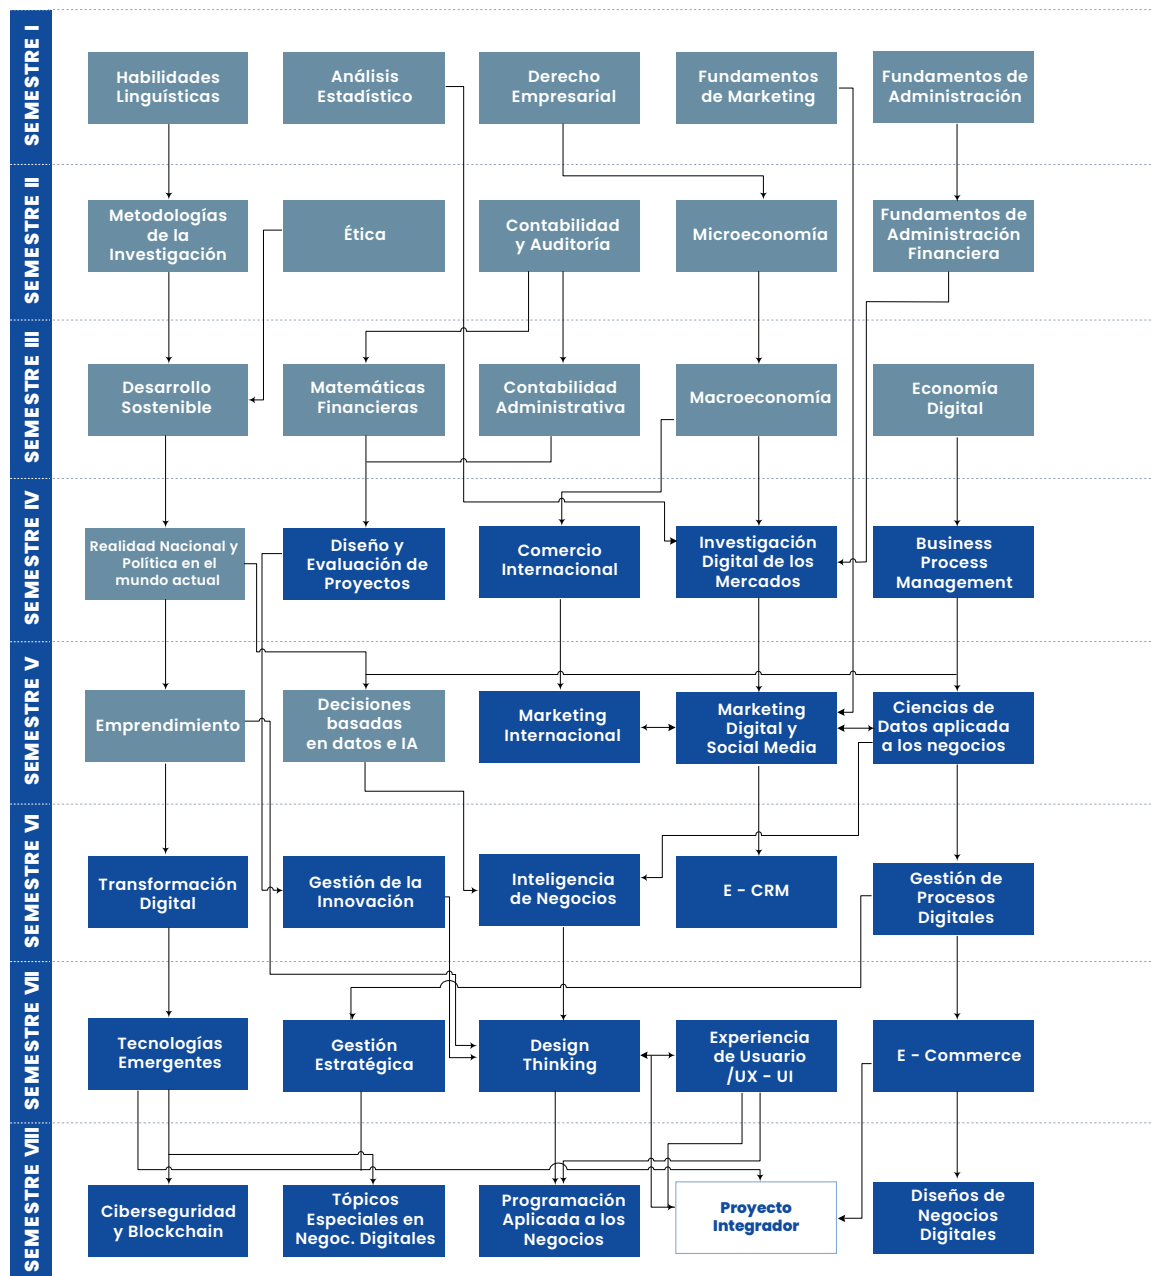 SEMESTRE I
Habilidades
Linguísticas
Análisis
Estadístico
Derecho
Empresarial
Fundamentos
de Marketing
Fundamentos de
Administración
SEMESTRE II
Metodologías
de la
Investigación
Ética
Contabilidad
y Auditoría
Microeconomía
Fundamentos de
Administración
Financiera
SEMESTRE III
Desarrollo
Sostenible
Matemáticas
Financieras
Contabilidad
Administrativa
Macroeconomía
Economía
Digital
SEMESTRE IV
Realidad Nacional y
Política en el
mundo actual
Diseño y
Evaluación de
Proyectos
Comercio
Internacional
Investigación
Digital de los
Mercados
Business
Process
Management
SEMESTRE V
Emprendimiento
Decisiones
basadas
en datos e IA
Marketing
Internacional
Marketing
Digital y
Social Media
Ciencias de
Datos aplicada
a los negocios
SEMESTRE VI
Transformación
Digital
Gestión de la
Innovación
Inteligencia
de Negocios
E - CRM
Gestión de
Procesos
Digitales
SEMESTRE VII
Tecnologías
Emergentes
Gestión
Estratégica
Design
Thinking
Experiencia
de Usuario
/UX - UI
E - Commerce
SEMESTRE VIII
Ciberseguridad
y Blockchain
Tópicos
Especiales en
Negoc. Digitales
Programación
Aplicada a los
Negocios
Proyecto
Integrador
Diseños de
Negocios
Digitales